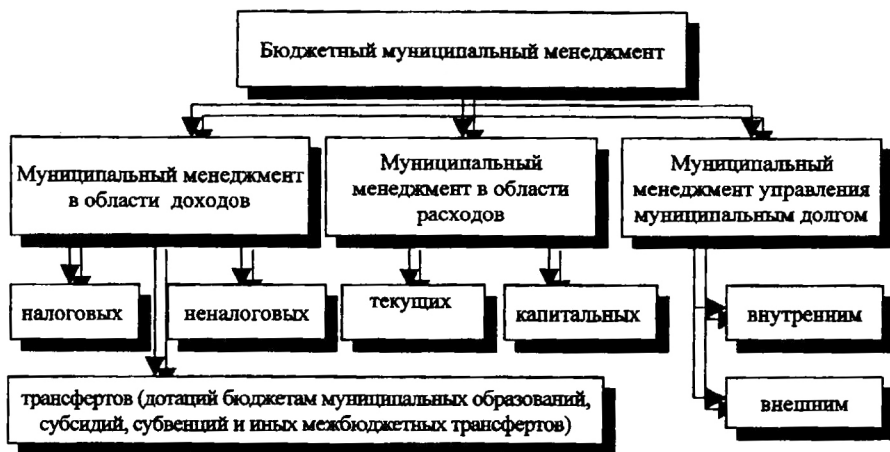 Бюджетный муниципальный менеджмент
Муниципальный менеджмент
в области доходов
Муниципальный
менеджмент в области
расходов
Муниципальный
менеджмент управления
муниципальным долгом
налоговых
неналоговых
текущих
капитальных
внутренним
трансфертов (дотаций бюджетам муниципальных образований,
субсидий, субвенций и иных межбюджетных трансфертов)
внешним